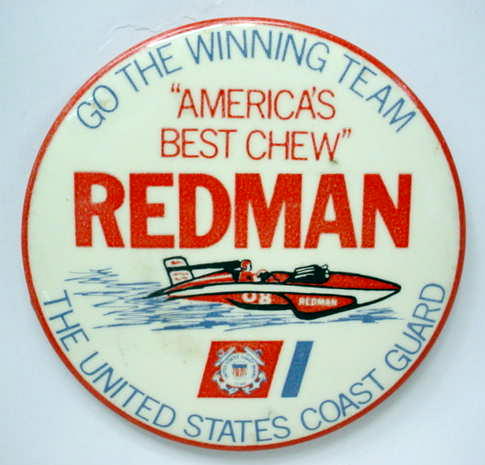 GO THE WINNING TEAM
"AMERICA'S
BEST CHEW"
REDMAN
08 REDMAN
THE UNITED STATES COAST GUARD